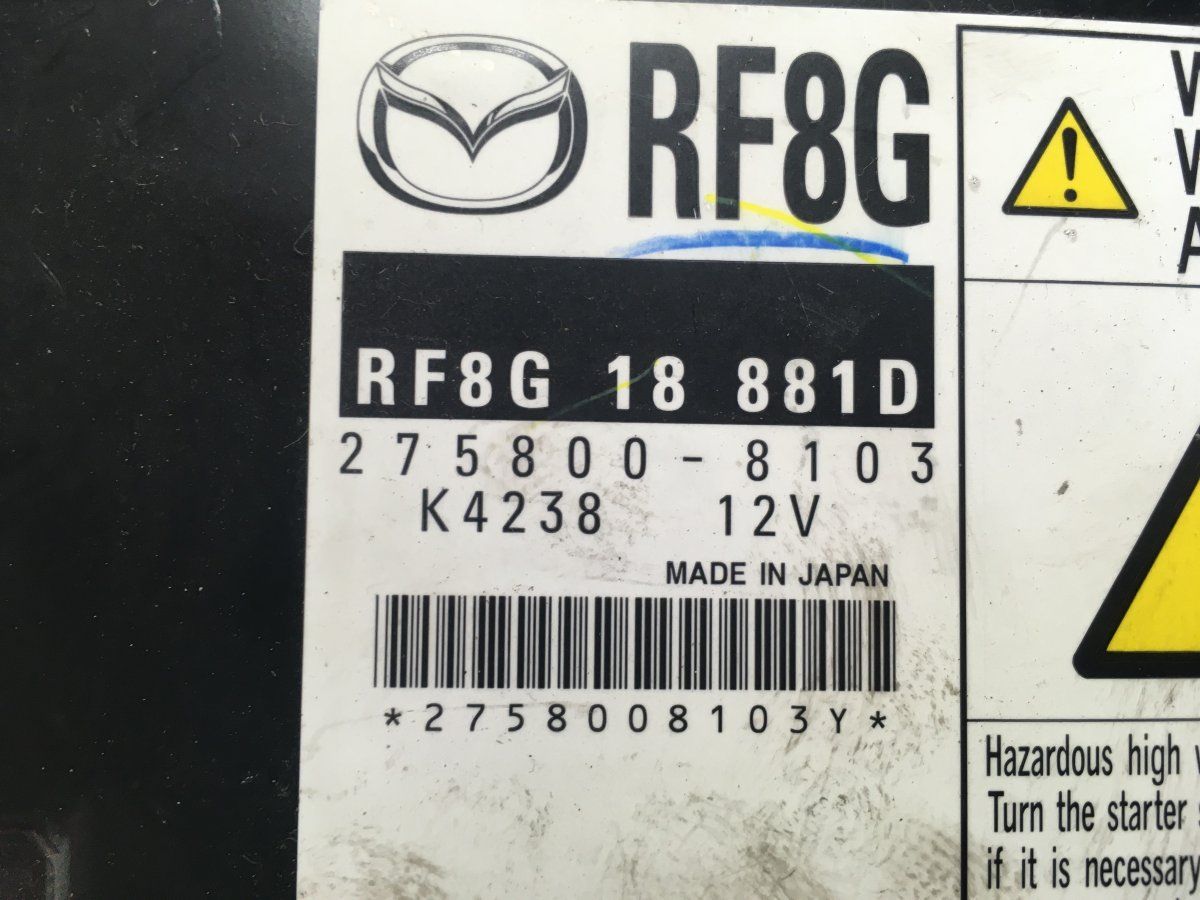 RF8G
RF8G 18 881D
275800-8103
K4238 12V
MADE IN JAPAN
*2758008103Y*
Hazardous high
Turn the starter
if it is necessary